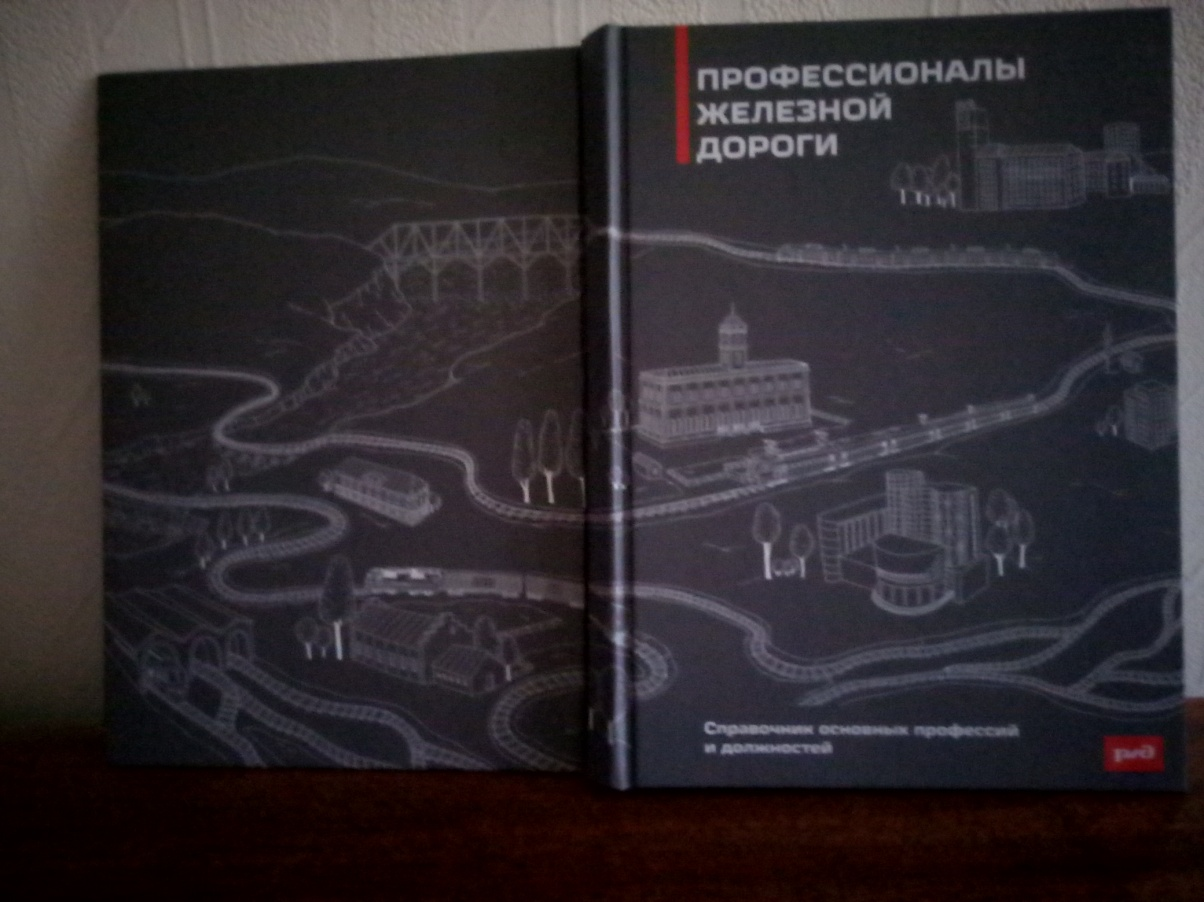 ПРОФЕССИОНАЛЫ
ЖЕЛЕЗНОЙ
ДОРОГИ
Справочник основных профессий
и должностей
ржд